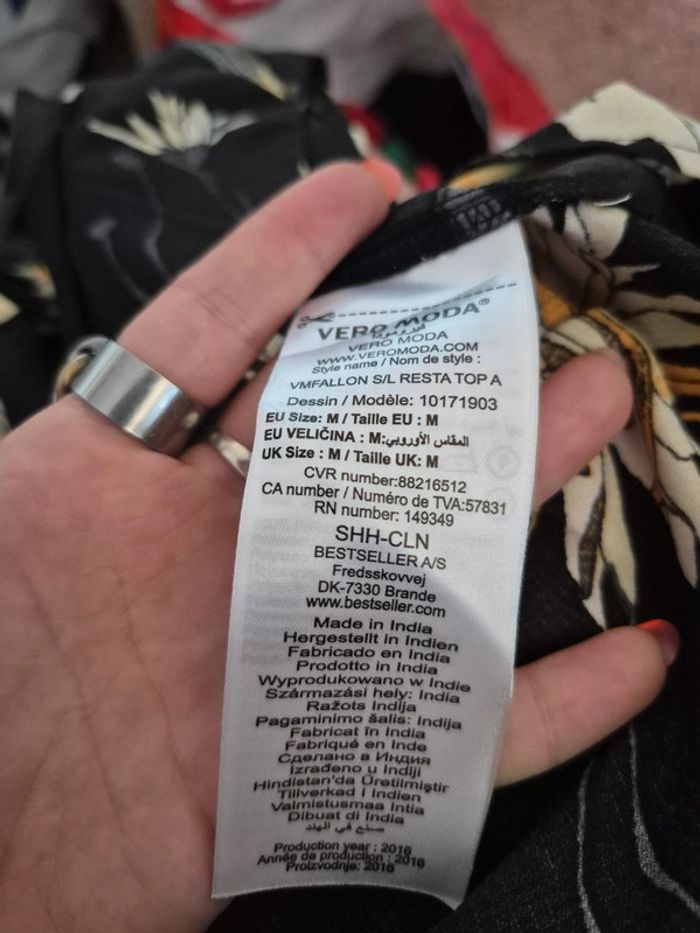 VERO MODA®
فيرومودا
VERO MODA
www.VEROMODA.COM
Style name / Nom de style :
VMFALLON S/L RESTA TOP A
Dessin / Modèle: 10171903
EU Size: M / Taille EU : M
EU VELIČINA : M:المقاس الأوروبي
UK Size : M / Taille UK: M
CVR number:88216512
CA number / Numéro de TVA:57831
RN number: 149349
SHH-CLN
BESTSELLER A/S
Fredsskovvej
DK-7330 Brande
www.bestseller.com
Made in India
Hergestellt in Indien
Fabricado en India
Prodotto in India
Wyprodukowano w Indie
Származási hely: India
Ražots Indija
Pagaminimo šalis: Indija
Fabricat în India
Fabriqué en Inde
Сделано в Индия
Izrađeno u Indiji
Hindistan'da Üretilmiştir
Tillverkad i Indien
Valmistusmaa Intia
Dibuat di India
صنع في الهند
Production year : 2016
Année de production : 2016
Proizvodnje: 2016